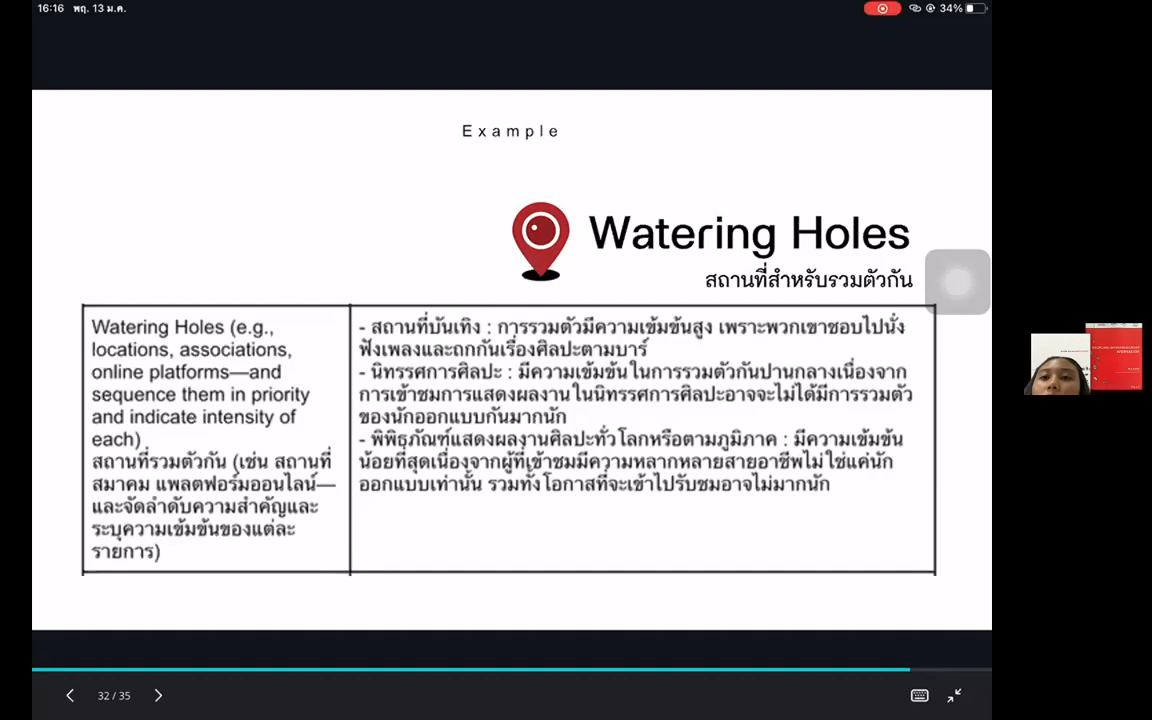 16:16 พฤ. 13 ม.ค.
34%
Example
Watering Holes
สถานที่สำหรับรวมตัวกัน
Watering Holes (e.g.,
locations, associations,
online platforms—and
sequence them in priority
and indicate intensity of
each)
สถานที่รวมตัวกัน (เช่น สถานที่
สมาคม แพลตฟอร์มออนไลน์—
และจัดลำดับความสำคัญและ
ระบุความเข้มข้นของแต่ละ
รายการ)
- สถานที่บันเทิง : การรวมตัวมีความเข้มข้นสูง เพราะพวกเขาชอบไปนั่ง
ฟังเพลงและถกกันเรื่องศิลปะตามบาร์
- นิทรรศการศิลปะ : มีความเข้มข้นในการรวมตัวกันปานกลางเนื่องจาก
การเข้าชมการแสดงผลงานในนิทรรศการศิลปะอาจจะไม่ได้มีการรวมตัว
ของนักออกแบบกันมากนัก
- พิพิธภัณฑ์แสดงผลงานศิลปะทั่วโลกหรือตามภูมิภาค : มีความเข้มข้น
น้อยที่สุดเนื่องจากผู้ที่เข้าชมมีความหลากหลายสายอาชีพไม่ใช่แค่นัก
ออกแบบเท่านั้น รวมทั้งโอกาสที่จะเข้าไปรับชมอาจไม่มากนัก
32 / 35